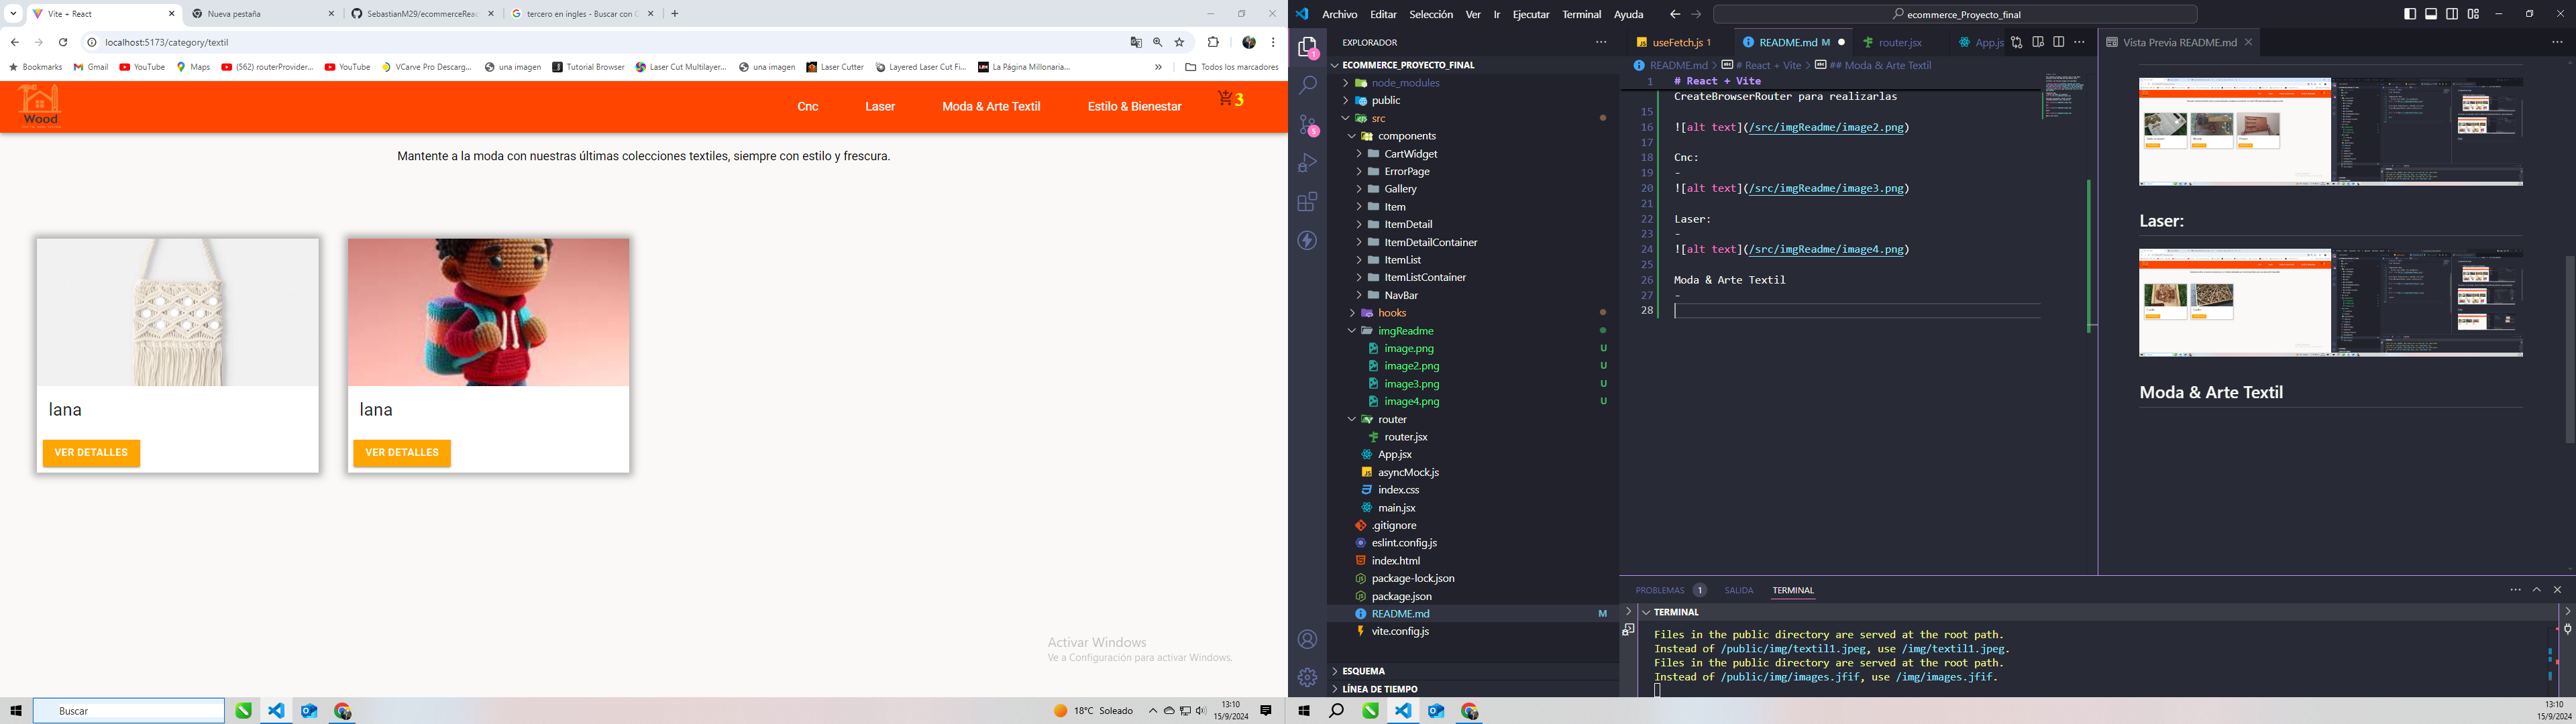 Vite + React
Nueva pestaña
SebastianM29/ecommerceReac
tercero en ingles - Buscar con G
localhost:5173/category/textil
Bookmarks
Gmail
YouTube
Maps
(562) routerProvider...
YouTube
VCarve Pro Descarg...
una imagen
Tutorial Browser
Laser Cut Multilayer...
una imagen
Laser Cutter
Layered Laser Cut Fi...
La Página Millonaria...
Todos los marcadores
Wood
Cnc
Laser
Moda & Arte Textil
Estilo & Bienestar
3
Mantente a la moda con nuestras últimas colecciones textiles, siempre con estilo y frescura.
lana
VER DETALLES
lana
VER DETALLES
Activar Windows
Ve a Configuración para activar Windows.
Buscar
18°C Soleado
13:10
15/9/2024
Archivo Editar Selección Ver Ir Ejecutar Terminal Ayuda
ecommerce_Proyecto_final
1
5
EXPLORADOR
ECOMMERCE_PROYECTO_FINAL
node_modules
public
src
components
CartWidget
ErrorPage
Gallery
Item
ItemDetail
ItemDetailContainer
ItemList
ItemListContainer
NavBar
hooks
imgReadme
image.png U
image2.png U
image3.png U
image4.png U
router
router.jsx
App.jsx
asyncMock.js
index.css
main.jsx
.gitignore
eslint.config.js
index.html
package-lock.json
package.json
README.md M
vite.config.js
ESQUEMA
LÍNEA DE TIEMPO
useFetch.js 1
README.md M
router.jsx
App.js
README.md > # React + Vite > ## Moda & Arte Textil
1 # React + Vite
CreateBrowserRouter para realizarlas
15
16 ![alt text](/src/imgReadme/image2.png)
17
18 Cnc:
19 -
20 ![alt text](/src/imgReadme/image3.png)
21
22 Laser:
23 -
24 ![alt text](/src/imgReadme/image4.png)
25
26 Moda & Arte Textil
27 -
28
Vista Previa README.md
Laser:
Moda & Arte Textil
PROBLEMAS 1 SALIDA TERMINAL
TERMINAL
Files in the public directory are served at the root path.
Instead of /public/img/textil1.jpeg, use /img/textil1.jpeg.
Files in the public directory are served at the root path.
Instead of /public/img/images.jfif, use /img/images.jfif.
13:10
15/9/2024